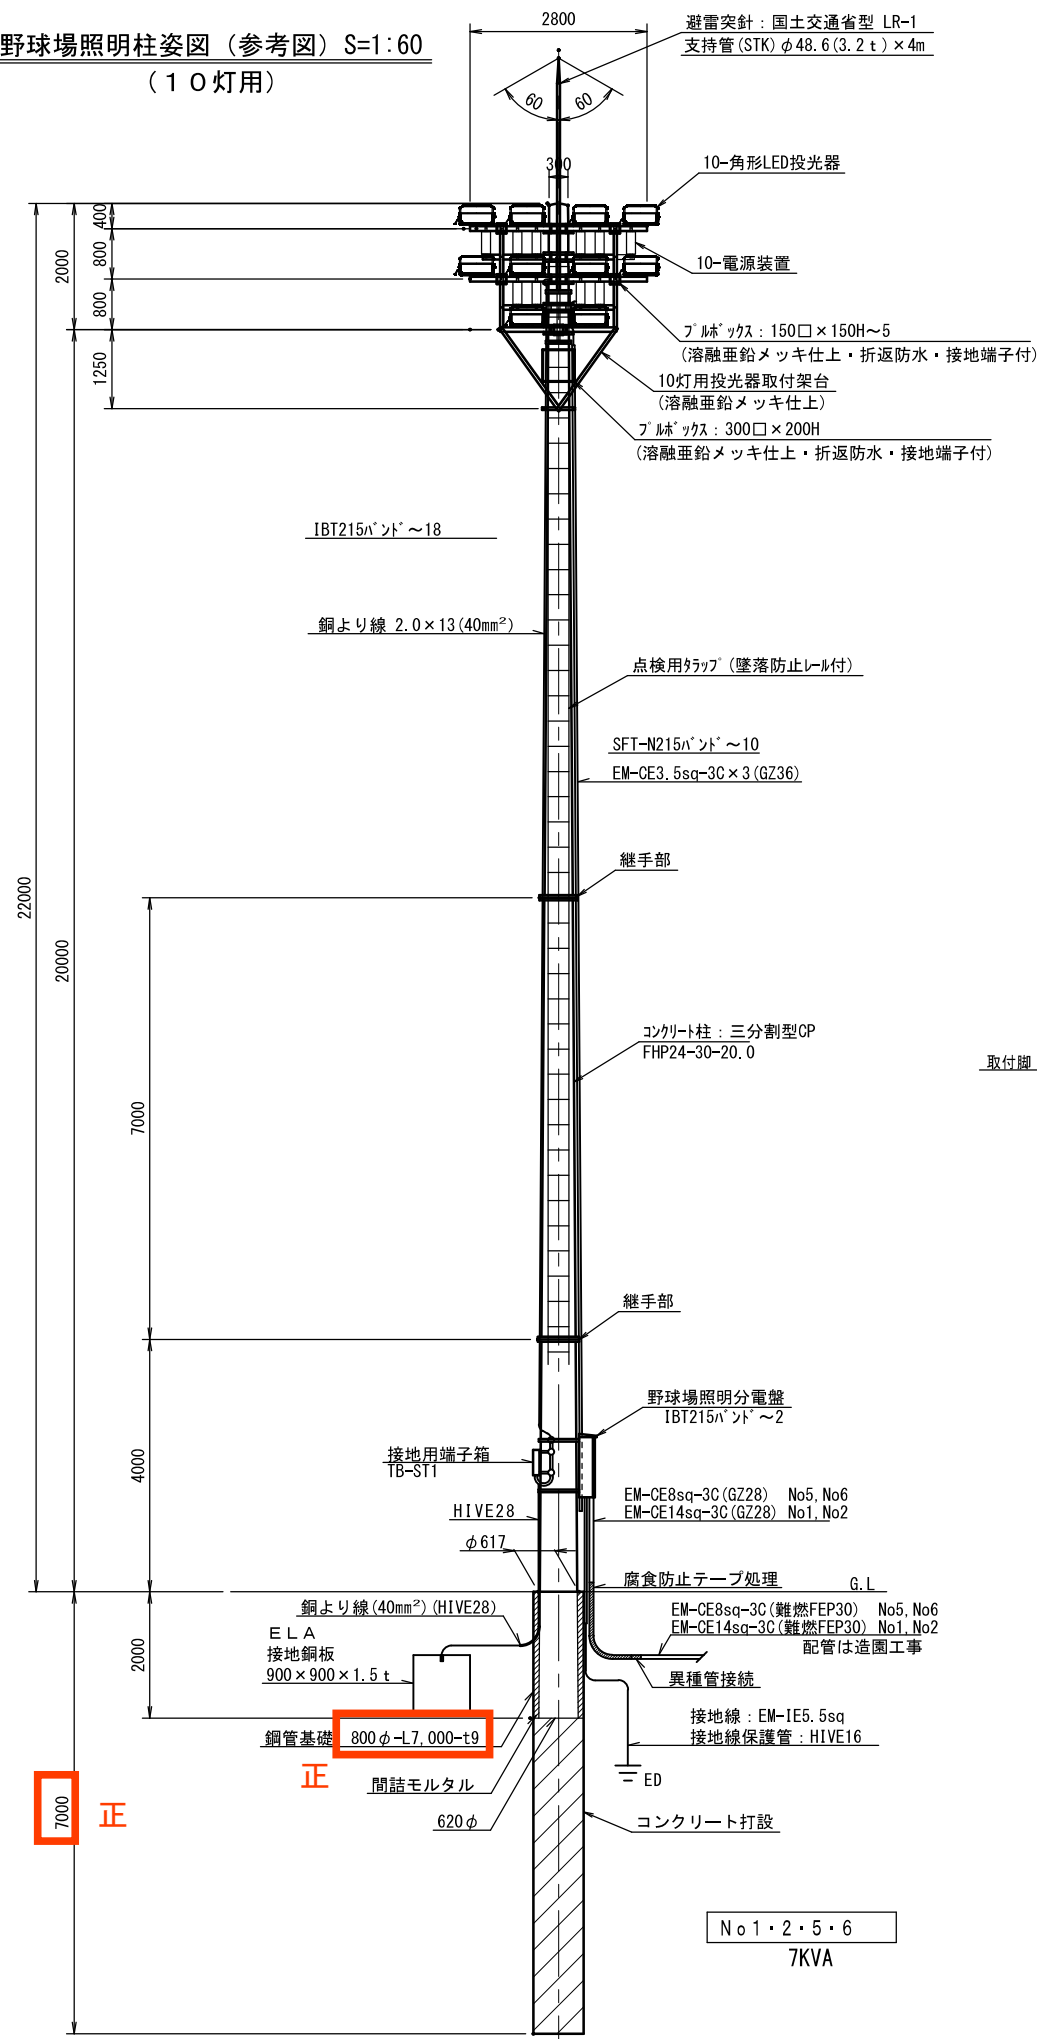 野球場照明柱姿図（参考図）S=1:60
（１０灯用）
2800
避雷突針：国土交通省型 LR-1
支持管(STK)φ48.6(3.2ｔ)×4m
60
60
300
10-角形LED投光器
400
800
2000
10-電源装置
800
ﾌﾟﾙﾎﾞｯｸｽ：150□×150H～5
(溶融亜鉛メッキ仕上・折返防水・接地端子付)
1250
10灯用投光器取付架台
(溶融亜鉛メッキ仕上)
ﾌﾟﾙﾎﾞｯｸｽ：300□×200H
(溶融亜鉛メッキ仕上・折返防水・接地端子付)
IBT215ﾊﾞﾝﾄﾞ～18
銅より線 2.0×13(40mm²)
点検用ﾀﾗｯﾌﾟ(墜落防止ﾚｰﾙ付)
SFT-N215ﾊﾞﾝﾄﾞ～10
EM-CE3.5sq-3C×3(GZ36)
継手部
22000
20000
ｺﾝｸﾘｰﾄ柱：三分割型CP
FHP24-30-20.0
取付脚
7000
継手部
野球場照明分電盤
IBT215ﾊﾞﾝﾄﾞ～2
接地用端子箱
TB-ST1
4000
EM-CE8sq-3C(GZ28) No5,No6
EM-CE14sq-3C(GZ28) No1,No2
HIVE28
φ617
腐食防止テープ処理
G.L
銅より線(40mm²)(HIVE28)
EM-CE8sq-3C(難燃FEP30) No5,No6
EM-CE14sq-3C(難燃FEP30) No1,No2
配管は造園工事
ＥＬＡ
接地銅板
900×900×1.5ｔ
2000
異種管接続
接地線：EM-IE5.5sq
接地線保護管：HIVE16
鋼管基礎 800φ-L7,000-t9
正
ED
間詰モルタル
7000
正
620φ
コンクリート打設
Ｎｏ１・２・５・６
7KVA